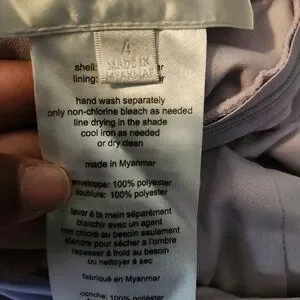 4
MADE IN
MYANMAR
shell: er
lining: er
hand wash separately
only non-chlorine bleach as needed
line drying in the shade
cool iron as needed
or dry clean
made in Myanmar
enveloppe: 100% polyester
doublure: 100% polyester
laver à la main séparément
blanchir avec un agent
non chloré au besoin seulement
étendre pour sécher a l'ombre
repasser à froid au besoin
ou nettoyer à sec
fabriqué en Myanmar
concha: 100%